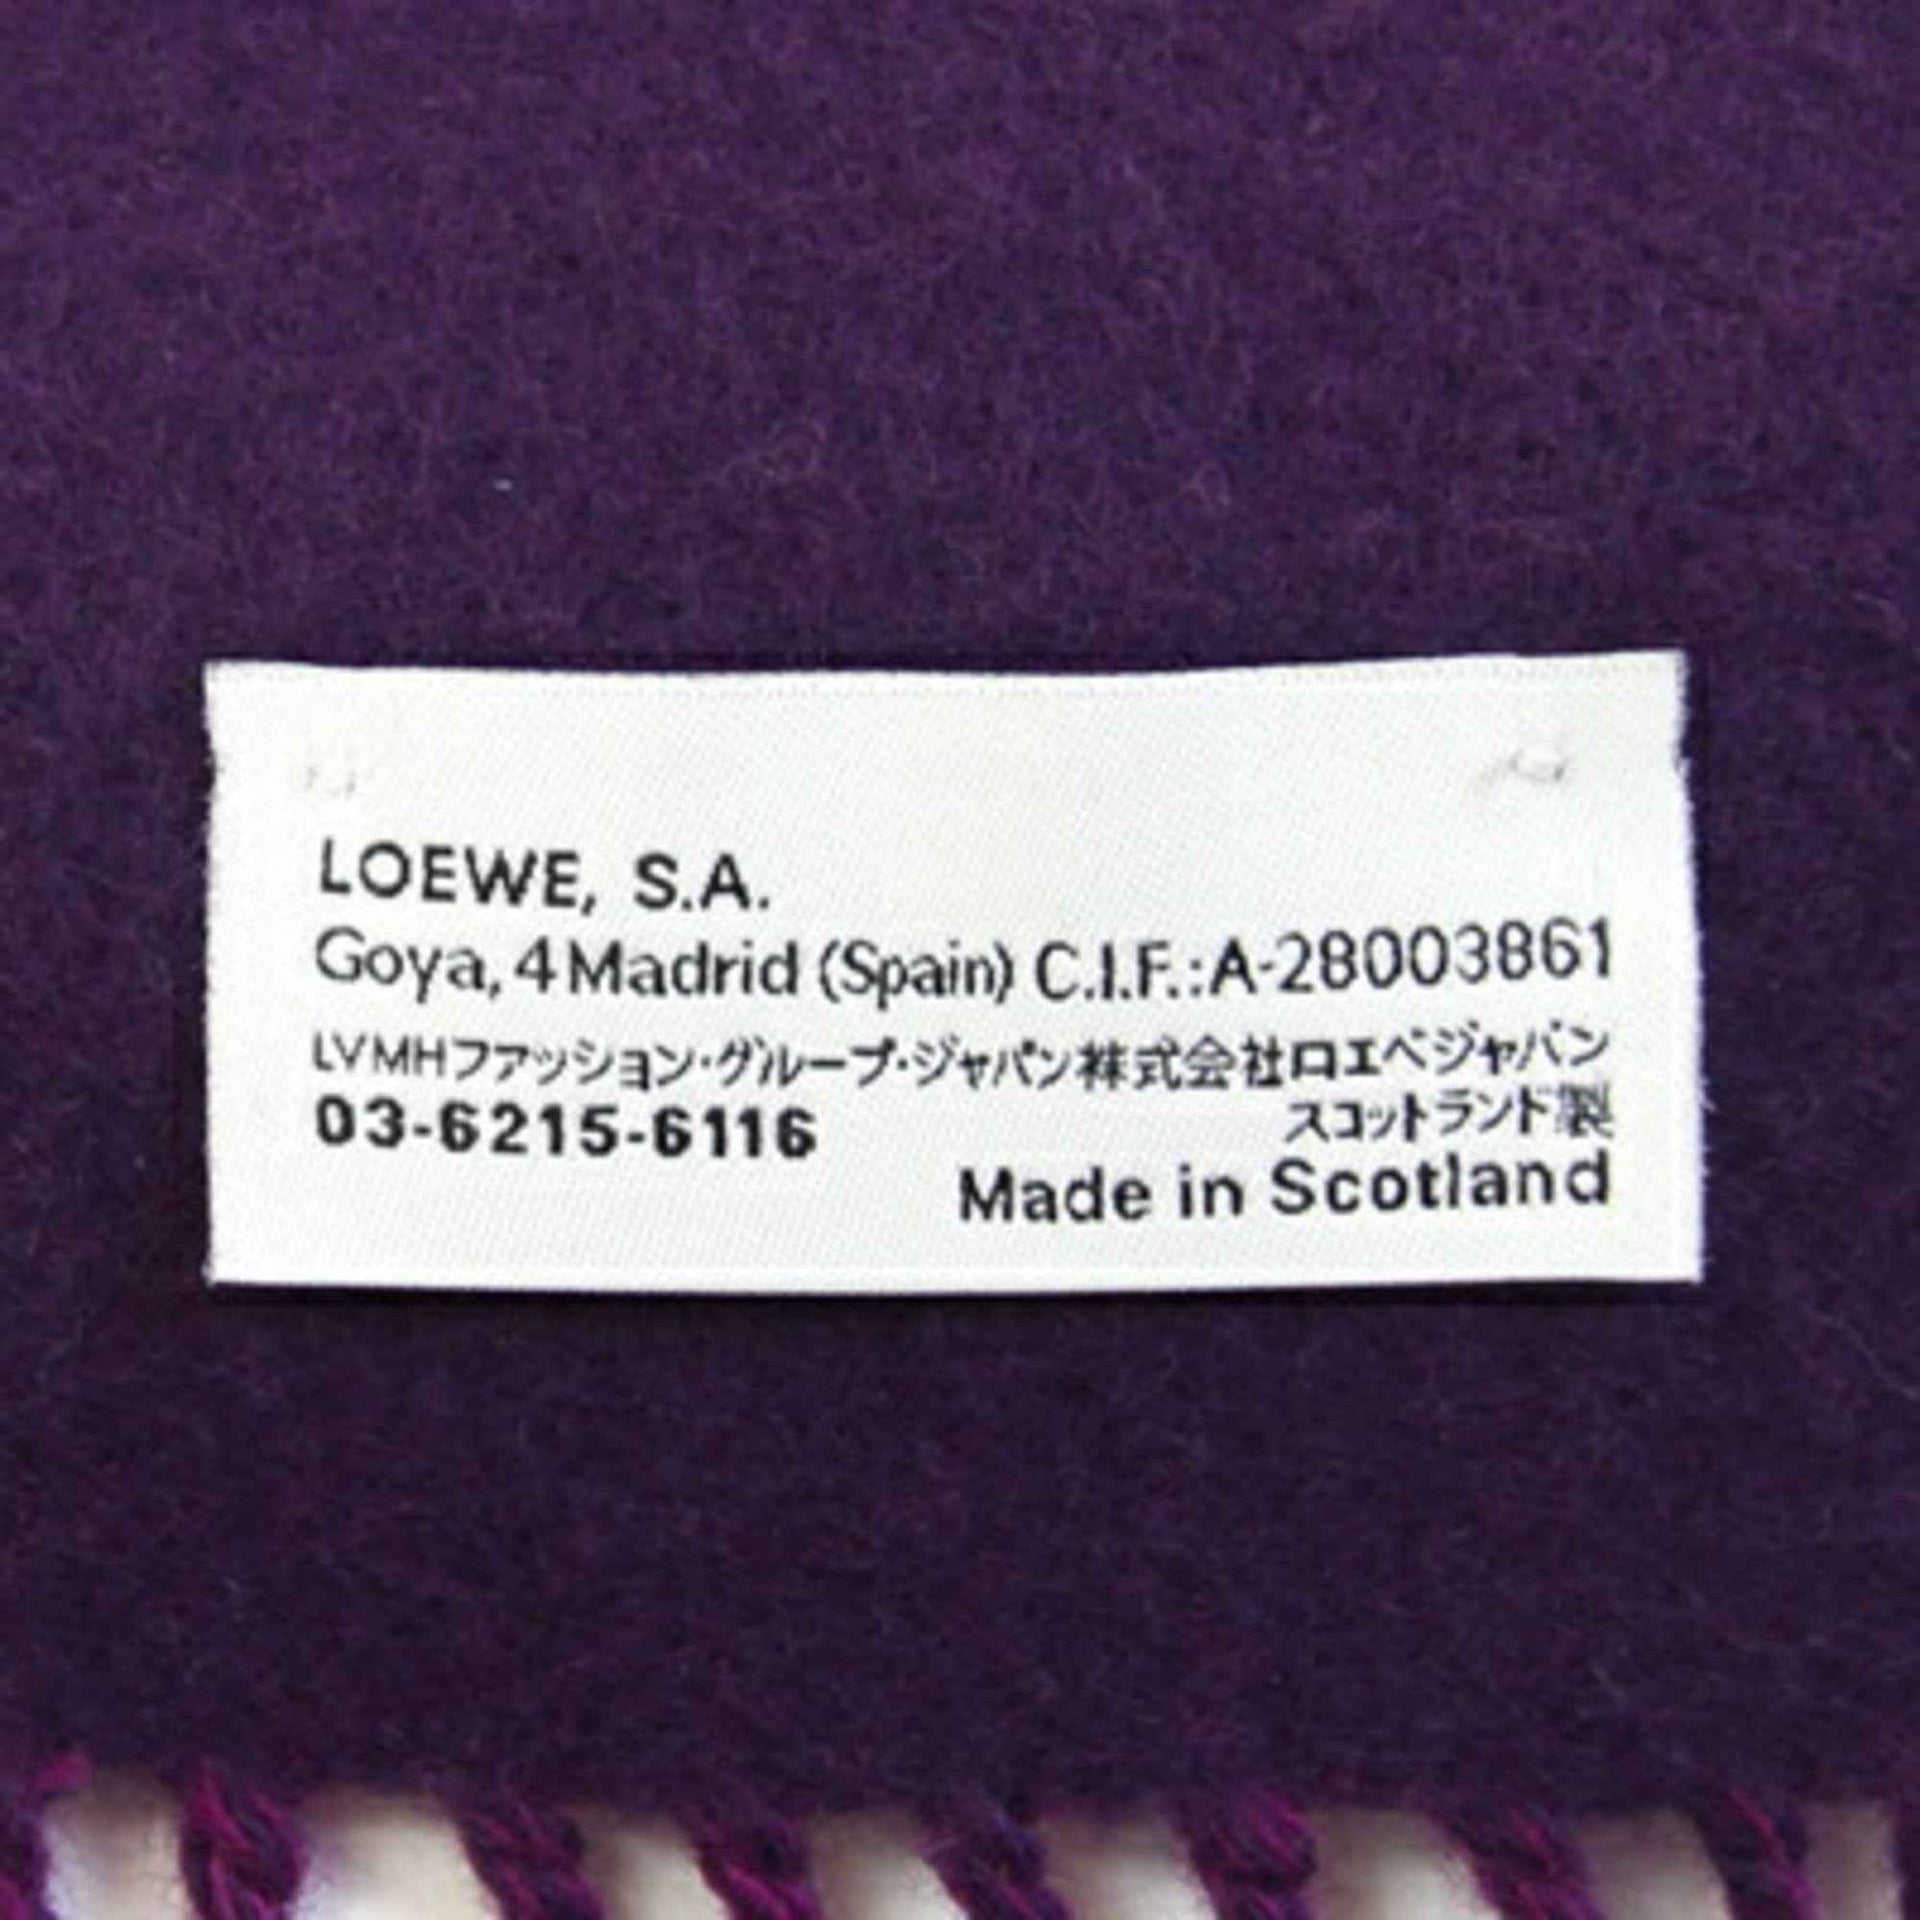 LOEWE, S.A.
Goya, 4 Madrid (Spain) C.I.F.: A-28003861
LVMHファッション・グループ・ジャパン株式会社ロエベジャパン
03-6215-6116
スコットランド製
Made in Scotland